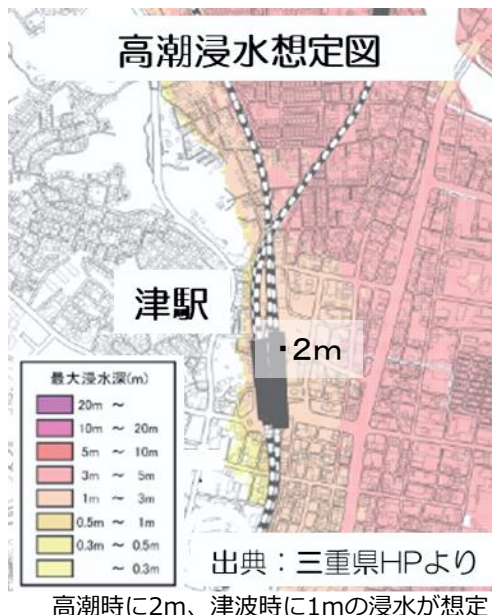 高潮浸水想定図
津駅
・2m
最大浸水深(m)
20m ～
10m ～ 20m
5m ～ 10m
3m ～ 5m
1m ～ 3m
0.5m ～ 1m
0.3m ～ 0.5m
～ 0.3m
出典：三重県HPより
高潮時に2m、津波時に1mの浸水が想定